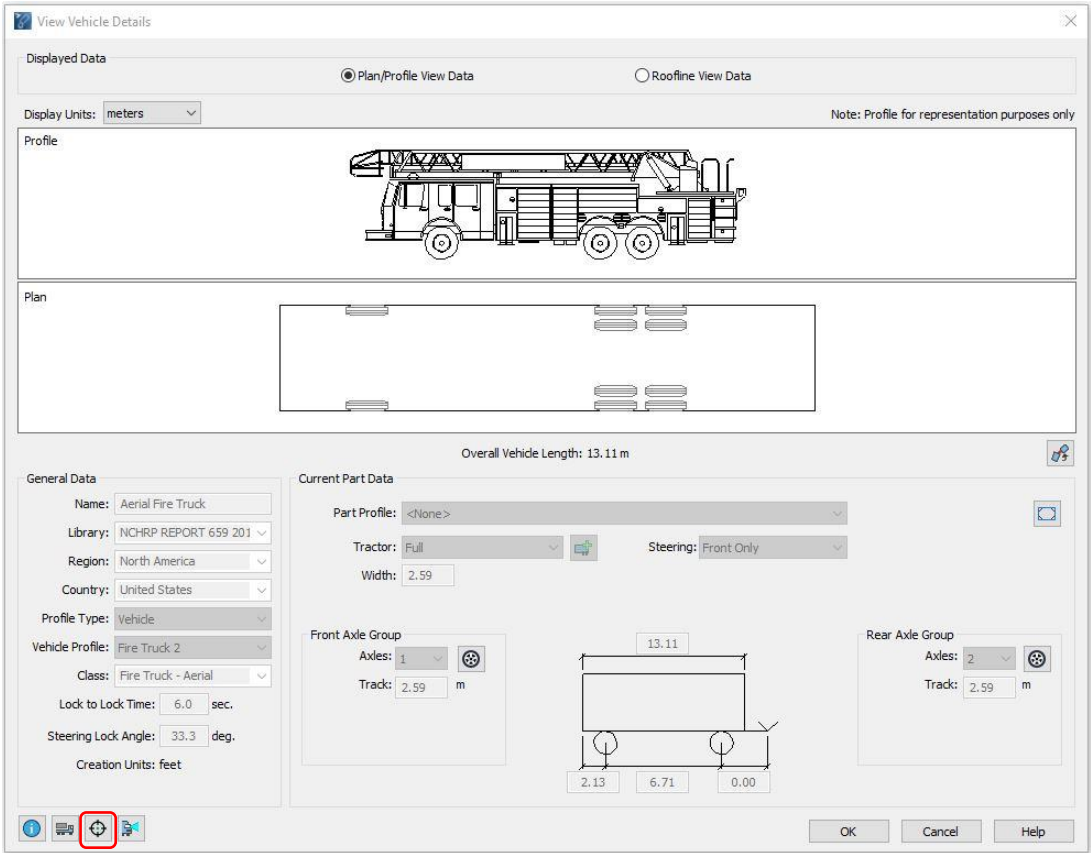 View Vehicle Details
Displayed Data
Plan/Profile View Data Roofline View Data
Display Units: meters Note: Profile for representation purposes only
Profile
Plan
Overall Vehicle Length: 13.11 m
General Data
Name: Aerial Fire Truck
Library: NCHRP REPORT 659 201
Region: North America
Country: United States
Profile Type: Vehicle
Vehicle Profile: Fire Truck 2
Class: Fire Truck - Aerial
Lock to Lock Time: 6.0 sec.
Steering Lock Angle: 33.3 deg.
Creation Units: feet
Current Part Data
Part Profile: <None>
Tractor: Full Steering: Front Only
Width: 2.59
Front Axle Group
Axles: 1
Track: 2.59 m
13.11
2.13 6.71 0.00
Rear Axle Group
Axles: 2
Track: 2.59 m
OK Cancel Help